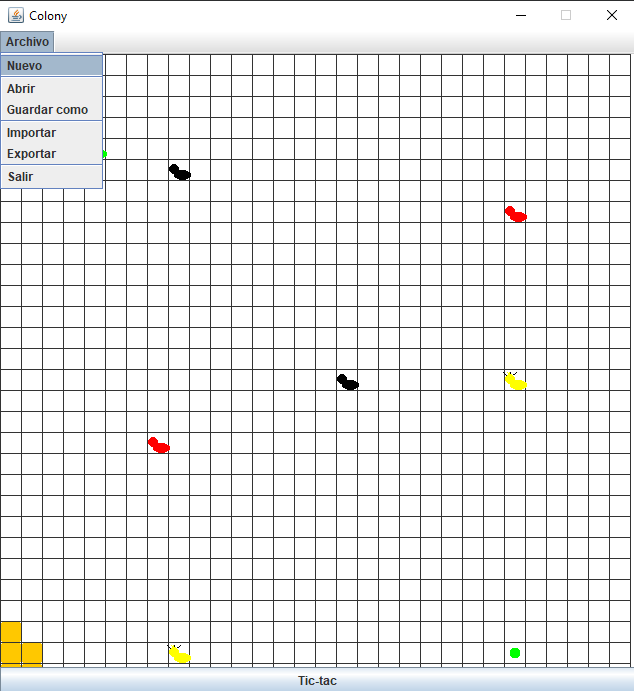 Colony
Archivo
Nuevo
Abrir
Guardar como
Importar
Exportar
Salir
Tic-tac